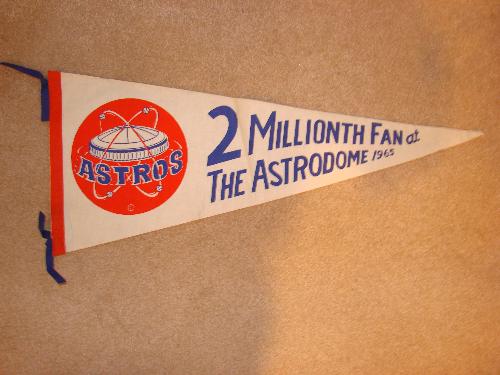 ASTROS
©
2 MILLIONTH FAN at
THE ASTRODOME 1965